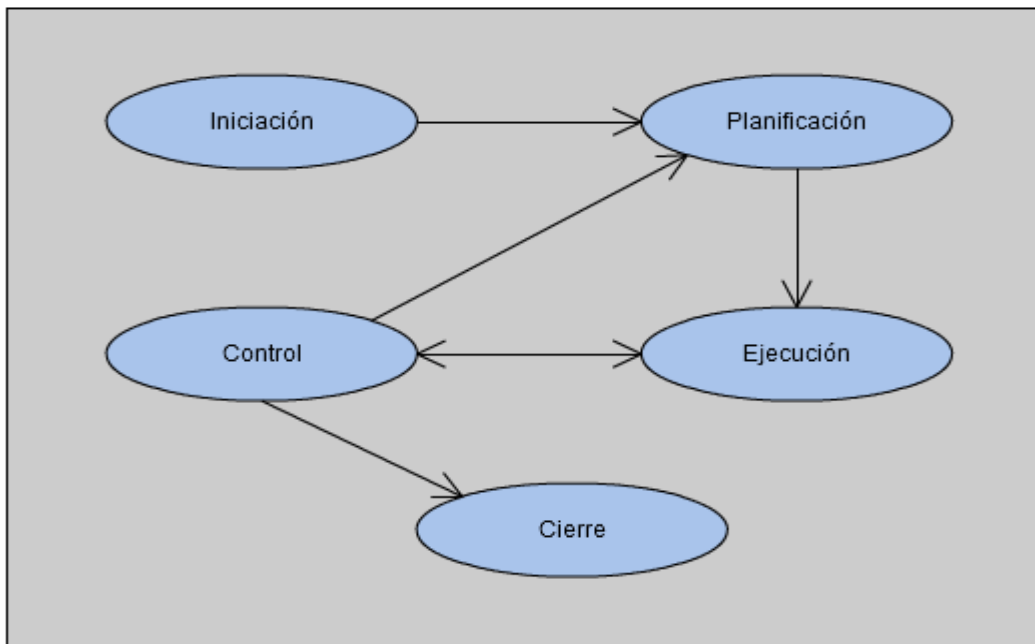 Iniciación
Planificación
Control
Ejecución
Cierre